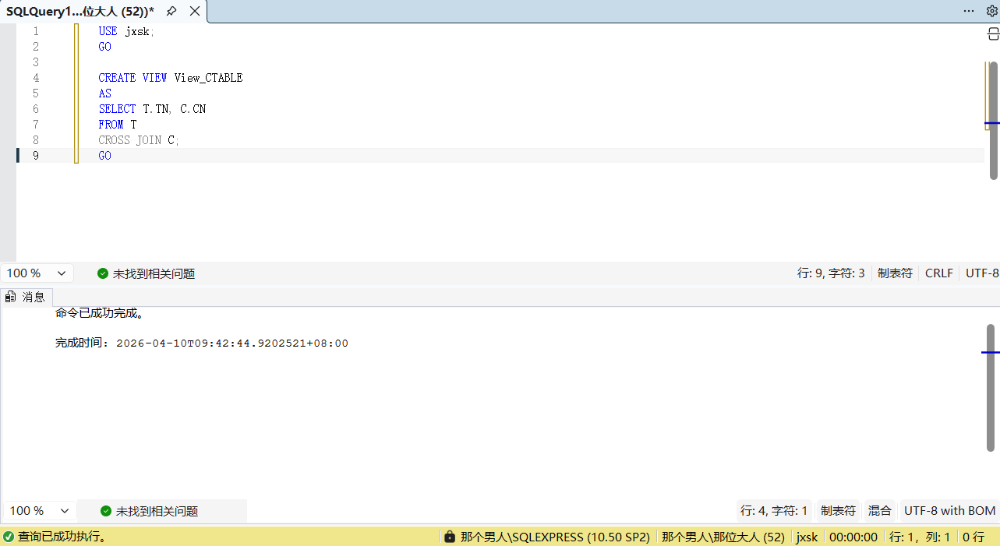 SQLQuery1...位大人 (52))*
1 USE jxsk;
2 GO
3
4 CREATE VIEW View_CTABLE
5 AS
6 SELECT T.TN, C.CN
7 FROM T
8 CROSS JOIN C;
9 GO
100 % 未找到相关问题 行: 9, 字符: 3 制表符 CRLF UTF-8
消息
命令已成功完成。
完成时间: 2026-04-10T09:42:44.9202521+08:00
100 % 未找到相关问题 行: 4, 字符: 1 制表符 混合 UTF-8 with BOM
查询已成功执行。 那个男人\SQLEXPRESS (10.50 SP2) 那个男人\那位大人 (52) jxsk 00:00:00 行: 1, 列: 1 0 行